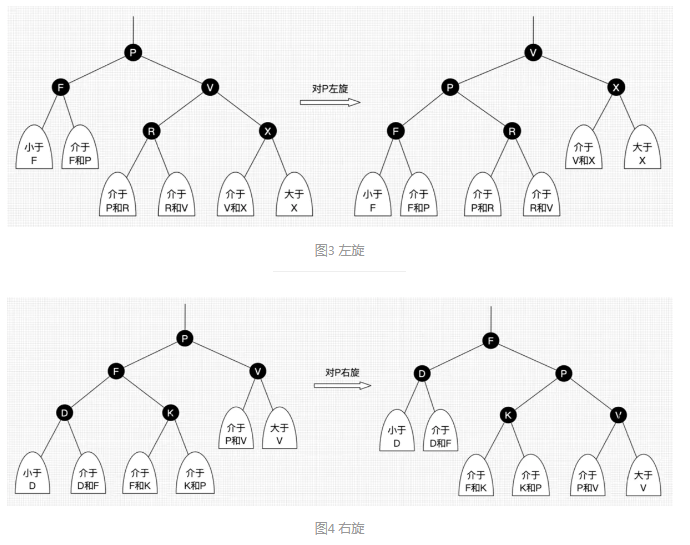 P
V
F
V
对P左旋
P
X
R
X
F
R
小于
F
介于
F和P
介于
V和X
大于
X
介于
P和R
介于
R和V
介于
V和X
大于
X
小于
F
介于
F和P
介于
P和R
介于
R和V
图3 左旋
P
F
F
V
对P右旋
D
P
D
K
介于
P和V
大于
V
小于
D
介于
D和F
K
V
小于
D
介于
D和F
介于
F和K
介于
K和P
介于
F和K
介于
K和P
介于
P和V
大于
V
图4 右旋